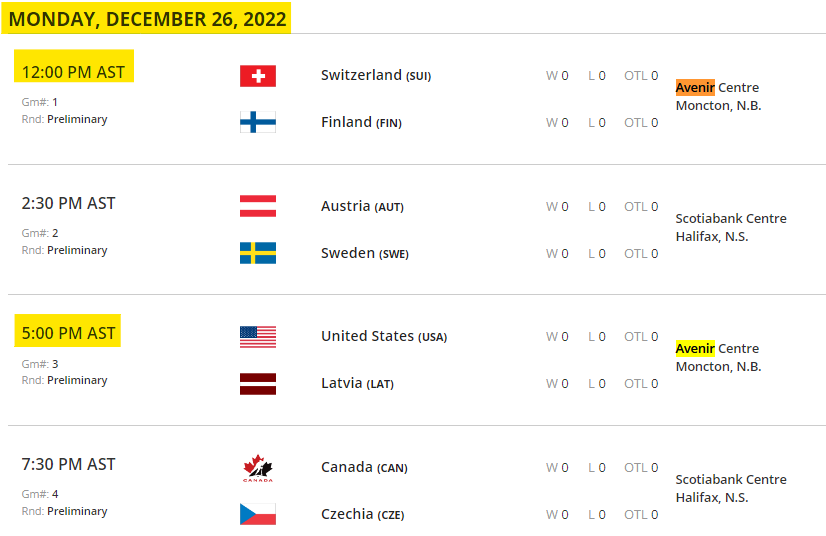 MONDAY, DECEMBER 26, 2022
12:00 PM AST
Gm#: 1
Rnd: Preliminary
Switzerland (SUI) W 0 L 0 OTL 0
Finland (FIN) W 0 L 0 OTL 0
Avenir Centre
Moncton, N.B.
2:30 PM AST
Gm#: 2
Rnd: Preliminary
Austria (AUT) W 0 L 0 OTL 0
Sweden (SWE) W 0 L 0 OTL 0
Scotiabank Centre
Halifax, N.S.
5:00 PM AST
Gm#: 3
Rnd: Preliminary
United States (USA) W 0 L 0 OTL 0
Latvia (LAT) W 0 L 0 OTL 0
Avenir Centre
Moncton, N.B.
7:30 PM AST
Gm#: 4
Rnd: Preliminary
CANADA
Canada (CAN) W 0 L 0 OTL 0
Czechia (CZE) W 0 L 0 OTL 0
Scotiabank Centre
Halifax, N.S.